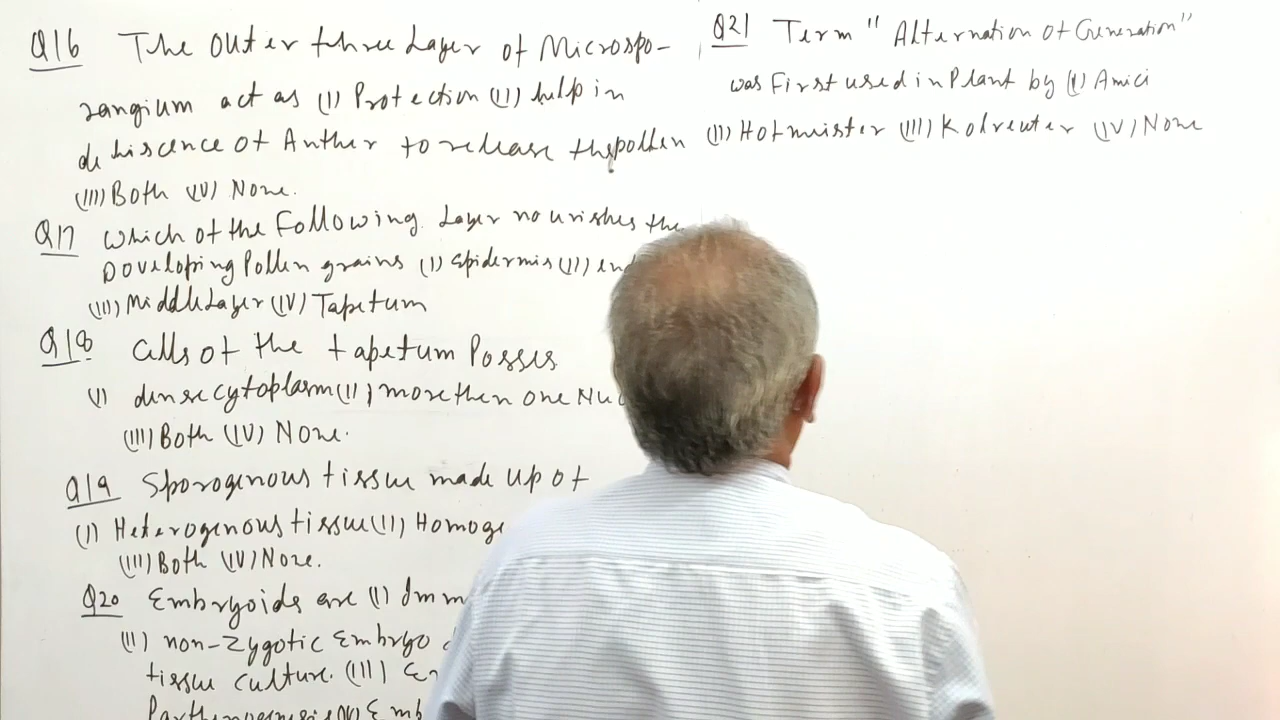 Q16 The outer three Layer of Microspo-
rangium act as (I) Protection (II) help in
dehiscence of Anther to release the pollen
(III) Both (IV) None.
Q17 Which of the Following Layer nourishes the
Developing Pollen grains (I) Epidermis (II)
(III) Middle Layer (IV) Tapetum
Q18 Cells of the tapetum Posses
(I) dense cytoplasm (II) more then one
(III) Both (IV) None.
Q19 Sporogenous tissue made up of
(I) Heterogenous tissue (II)
(III) Both (IV) None.
Q20 Embryoids are (I)
(II) non-Zygotic Embryo
tissue culture. (III)
Q21 Term "Alternation of Generation"
was First used in Plant by (I) Amici
(II) Hofmeister (III) Kolreuter (IV) None